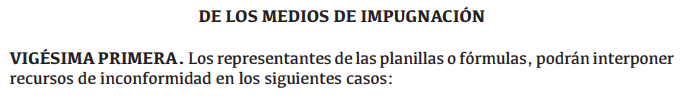 DE LOS MEDIOS DE IMPUGNACIÓN
VIGÉSIMA PRIMERA. Los representantes de las planillas o fórmulas, podrán interponer
recursos de inconformidad en los siguientes casos: